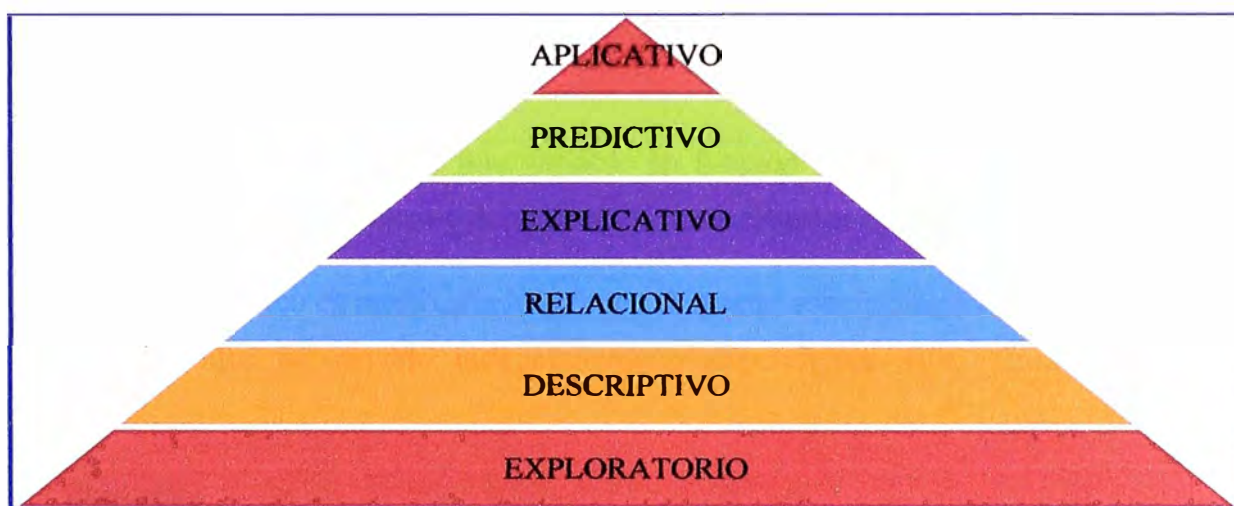 APLICATIVO
PREDICTIVO
EXPLICATIVO
RELACIONAL
DESCRIPTIVO
EXPLORATORIO